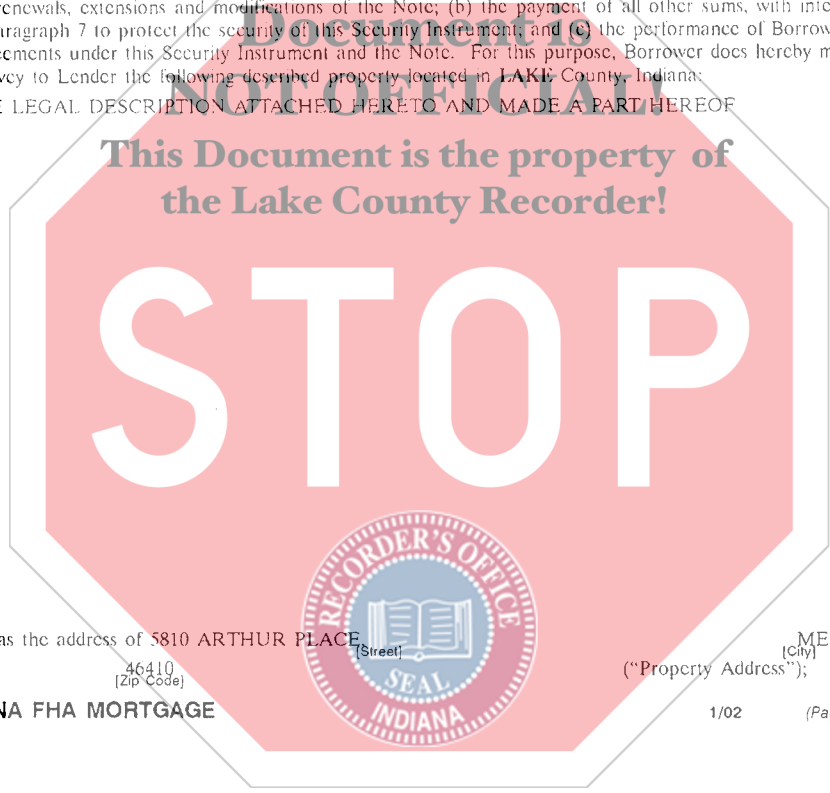 renewals, extensions and modifications of the Note; (b) the payment of all other sums, with inte
aragraph 7 to protect the security of this Security Instrument; and (c) the performance of Borrow
eements under this Security Instrument and the Note. For this purpose, Borrower does hereby m
vey to Lender the following described property located in LAKE County, Indiana:
E LEGAL DESCRIPTION ATTACHED HERETO AND MADE A PART HEREOF
Document is
NOT OFFICIAL!
This Document is the property of
the Lake County Recorder!
STOP
RECORDER'S OFFICE
SEAL
INDIANA
as the address of 5810 ARTHUR PLACE, ME
[Street] [City]
46410 ("Property Address");
[Zip Code]
NA FHA MORTGAGE 1/02 (Pa